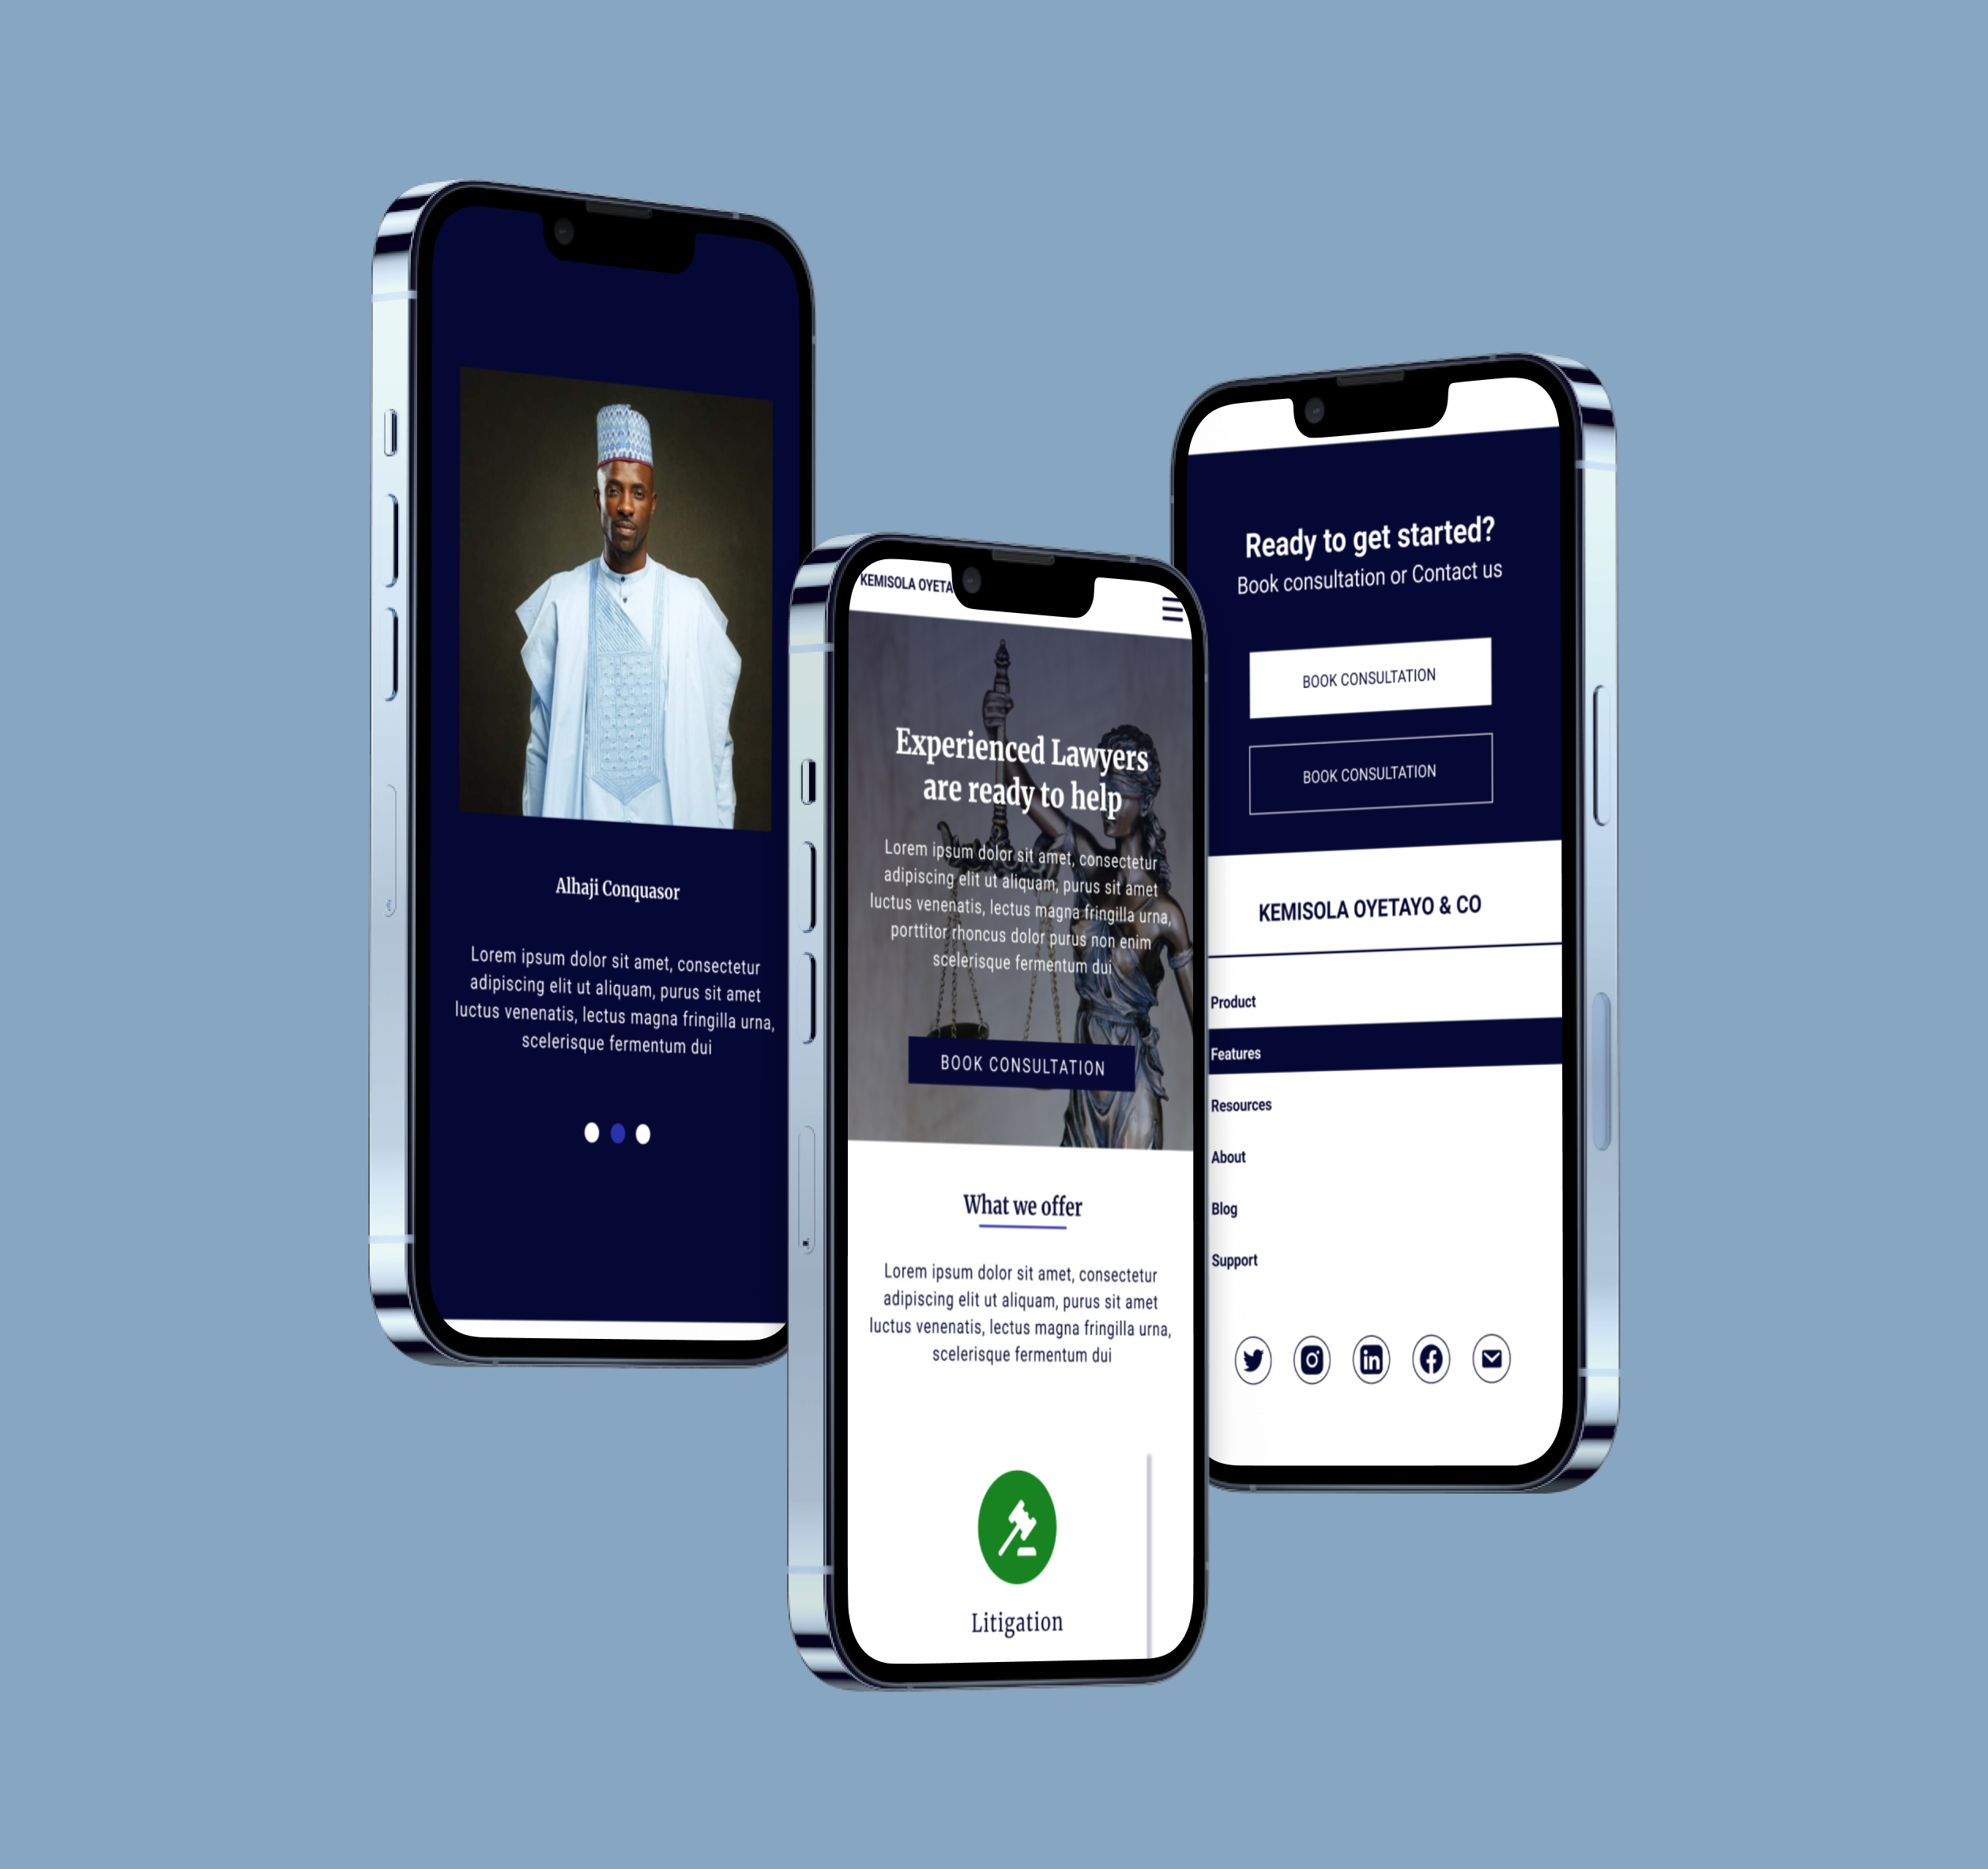 Alhaji Conquasor
Lorem ipsum dolor sit amet, consectetur
adipiscing elit ut aliquam, purus sit amet
luctus venenatis, lectus magna fringilla urna,
scelerisque fermentum dui
KEMISOLA OYETA
Experienced Lawyers
are ready to help
Lorem ipsum dolor sit amet, consectetur
adipiscing elit ut aliquam, purus sit amet
luctus venenatis, lectus magna fringilla urna,
porttitor rhoncus dolor purus non enim
scelerisque fermentum dui
BOOK CONSULTATION
What we offer
Lorem ipsum dolor sit amet, consectetur
adipiscing elit ut aliquam, purus sit amet
luctus venenatis, lectus magna fringilla urna,
scelerisque fermentum dui
Litigation
Ready to get started?
Book consultation or Contact us
BOOK CONSULTATION
BOOK CONSULTATION
KEMISOLA OYETAYO & CO
Product
Features
Resources
About
Blog
Support